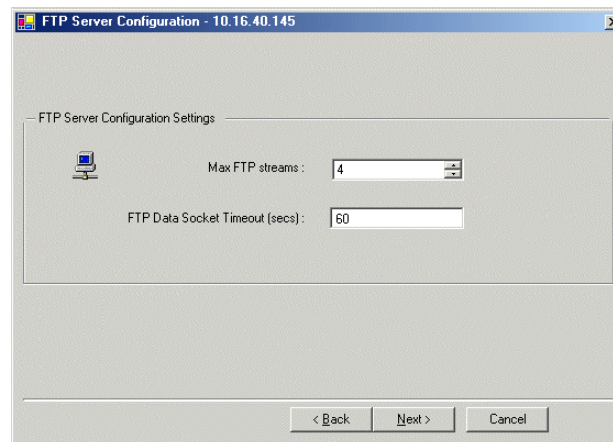 FTP Server Configuration - 10.16.40.145
FTP Server Configuration Settings
Max FTP streams :
4
FTP Data Socket Timeout (secs) :
60
< Back
Next >
Cancel